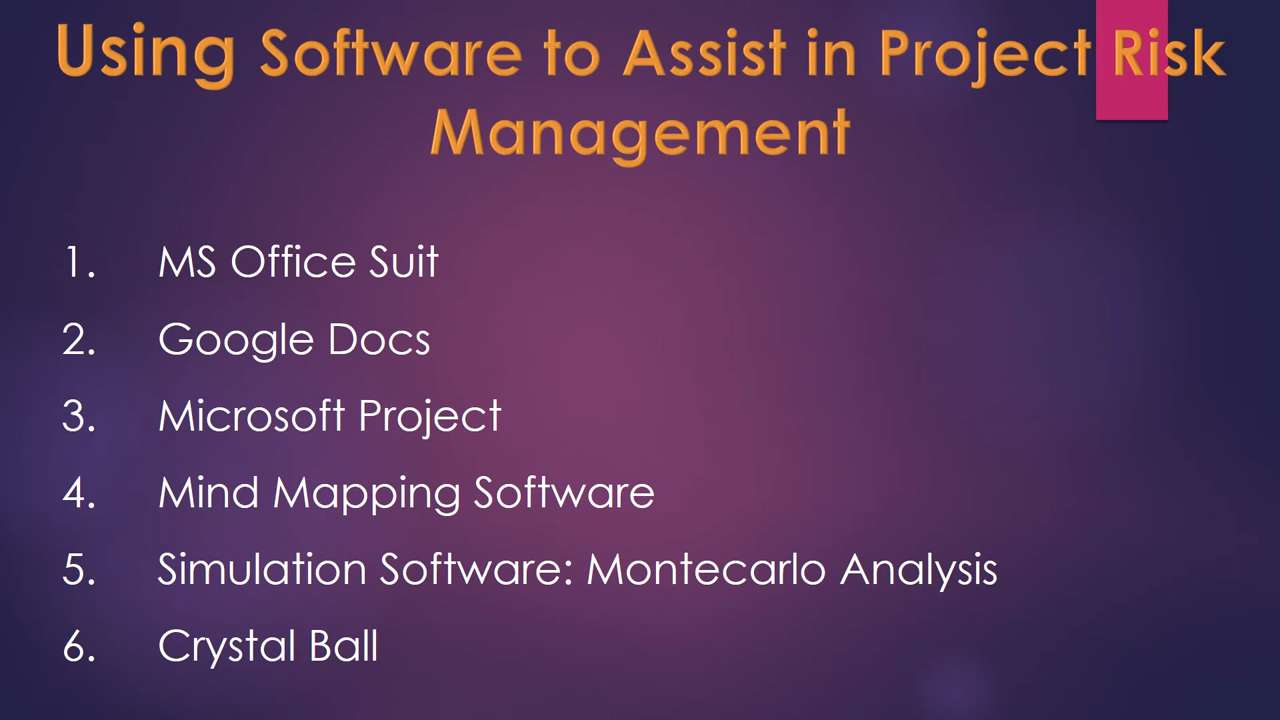 Using Software to Assist in Project Risk
Management
1. MS Office Suit
2. Google Docs
3. Microsoft Project
4. Mind Mapping Software
5. Simulation Software: Montecarlo Analysis
6. Crystal Ball